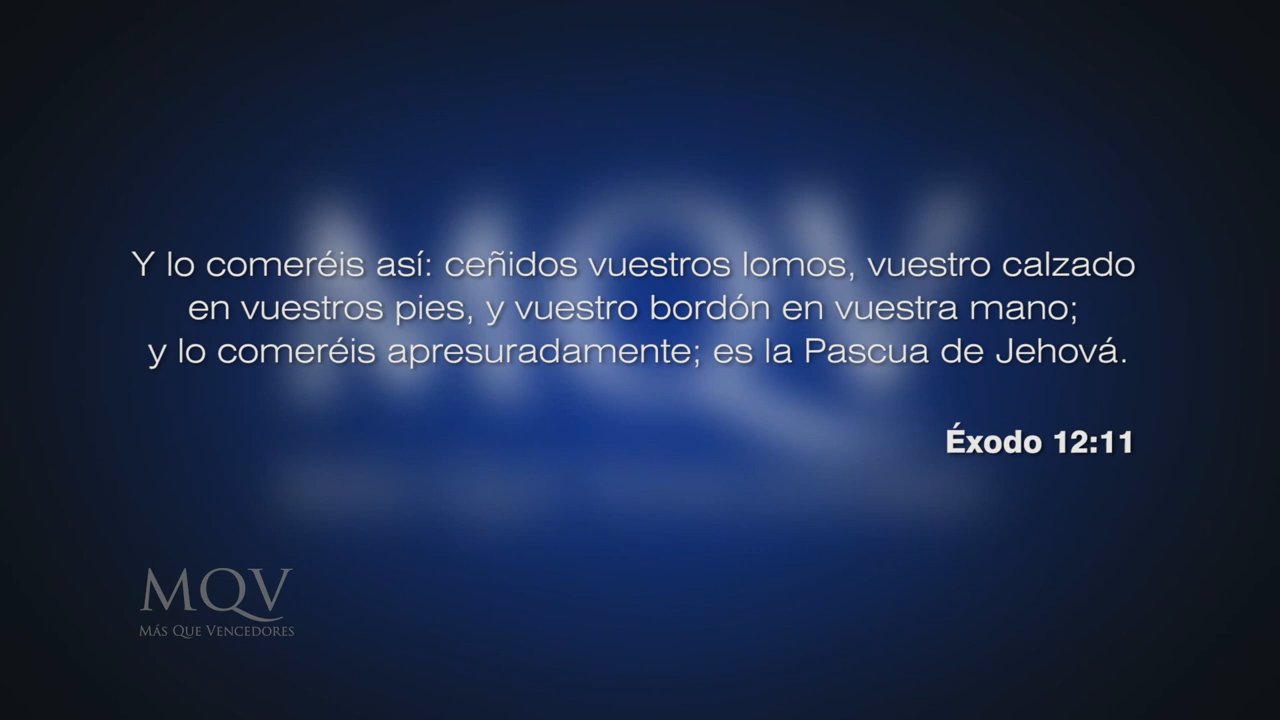 Y lo comeréis así: ceñidos vuestros lomos, vuestro calzado
en vuestros pies, y vuestro bordón en vuestra mano;
y lo comeréis apresuradamente; es la Pascua de Jehová.
Éxodo 12:11
MQV
MÁS QUE VENCEDORES